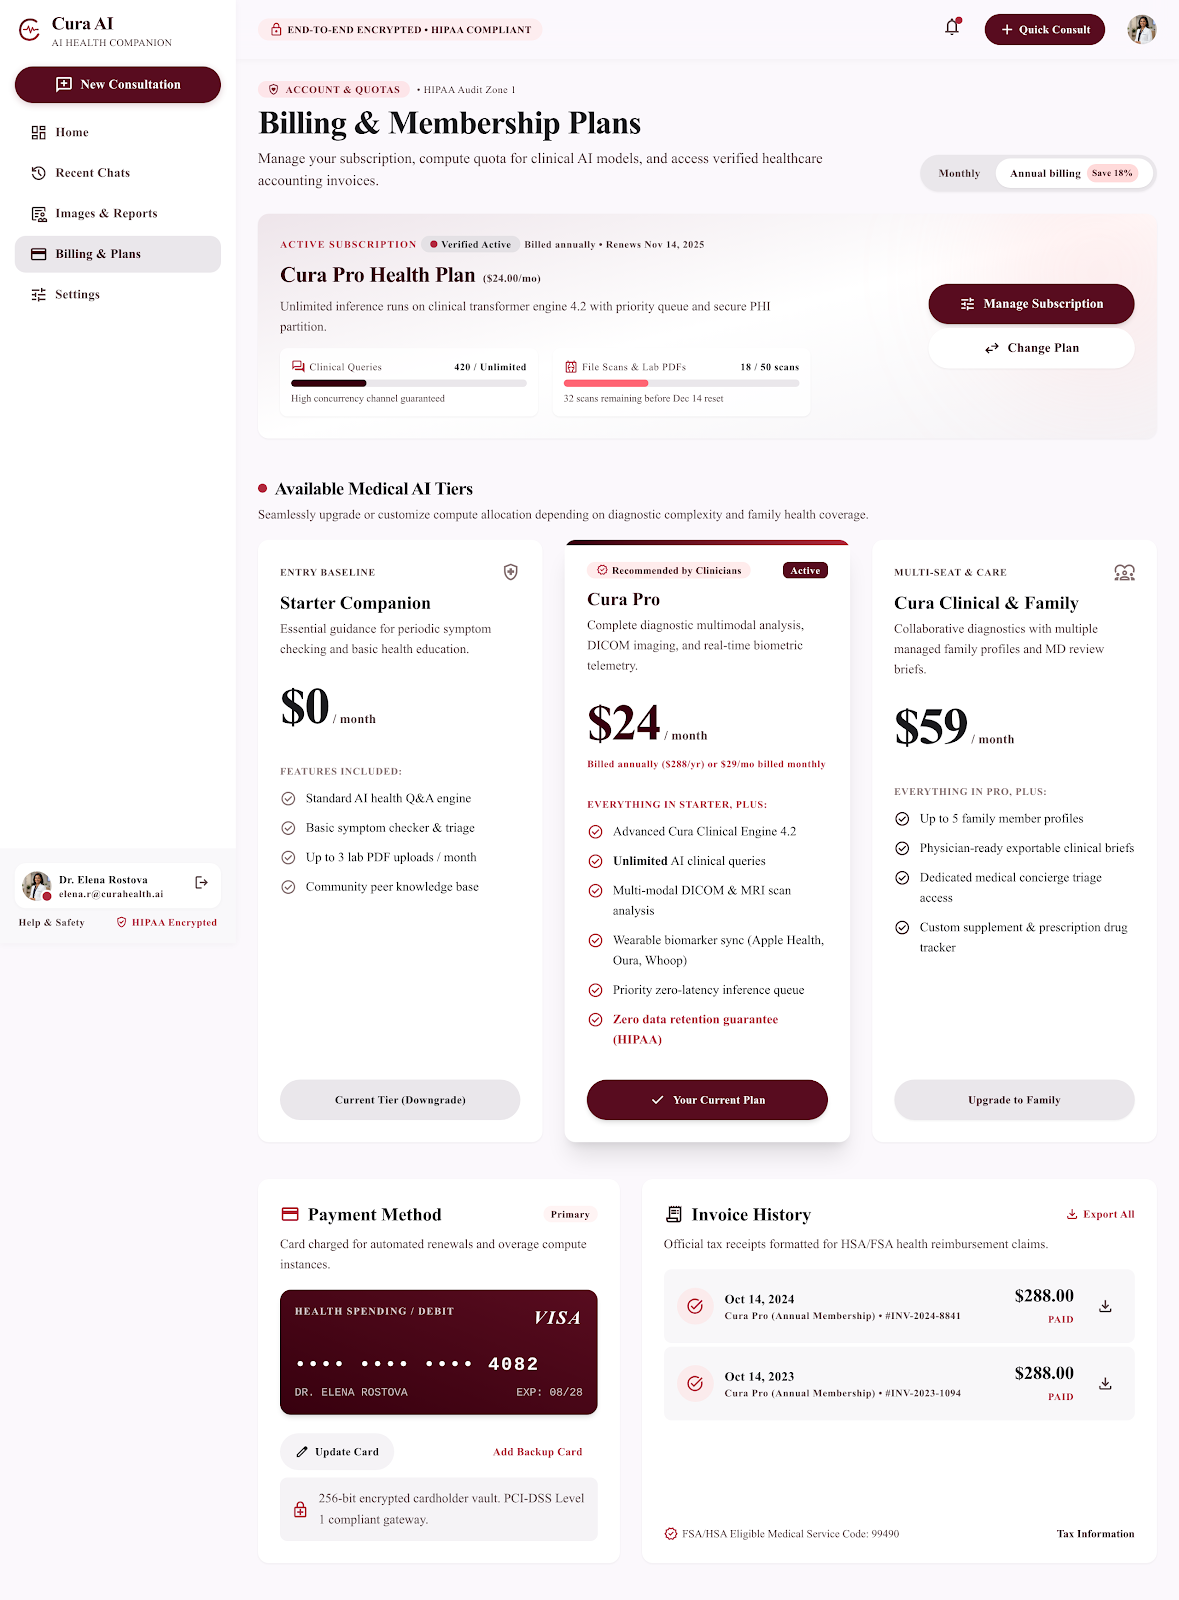 Cura AI
AI HEALTH COMPANION
New Consultation
Home
Recent Chats
Images & Reports
Billing & Plans
Settings
Dr. Elena Rostova
elena.r@curahealth.ai
Help & Safety
HIPAA Encrypted
END-TO-END ENCRYPTED • HIPAA COMPLIANT
Quick Consult
ACCOUNT & QUOTAS • HIPAA Audit Zone 1
Billing & Membership Plans
Manage your subscription, compute quota for clinical AI models, and access verified healthcare
accounting invoices.
Monthly
Annual billing Save 18%
ACTIVE SUBSCRIPTION Verified Active Billed annually • Renews Nov 14, 2025
Cura Pro Health Plan ($24.00/mo)
Unlimited inference runs on clinical transformer engine 4.2 with priority queue and secure PHI
partition.
Clinical Queries 420 / Unlimited
High concurrency channel guaranteed
File Scans & Lab PDFs 18 / 50 scans
32 scans remaining before Dec 14 reset
Manage Subscription
Change Plan
Available Medical AI Tiers
Seamlessly upgrade or customize compute allocation depending on diagnostic complexity and family health coverage.
ENTRY BASELINE
Starter Companion
Essential guidance for periodic symptom
checking and basic health education.
$0 / month
FEATURES INCLUDED:
Standard AI health Q&A engine
Basic symptom checker & triage
Up to 3 lab PDF uploads / month
Community peer knowledge base
Current Tier (Downgrade)
Recommended by Clinicians Active
Cura Pro
Complete diagnostic multimodal analysis,
DICOM imaging, and real-time biometric
telemetry.
$24 / month
Billed annually ($288/yr) or $29/mo billed monthly
EVERYTHING IN STARTER, PLUS:
Advanced Cura Clinical Engine 4.2
Unlimited AI clinical queries
Multi-modal DICOM & MRI scan
analysis
Wearable biomarker sync (Apple Health,
Oura, Whoop)
Priority zero-latency inference queue
Zero data retention guarantee
(HIPAA)
Your Current Plan
MULTI-SEAT & CARE
Cura Clinical & Family
Collaborative diagnostics with multiple
managed family profiles and MD review
briefs.
$59 / month
EVERYTHING IN PRO, PLUS:
Up to 5 family member profiles
Physician-ready exportable clinical briefs
Dedicated medical concierge triage
access
Custom supplement & prescription drug
tracker
Upgrade to Family
Payment Method Primary
Card charged for automated renewals and overage compute
instances.
HEALTH SPENDING / DEBIT VISA
•••• •••• •••• 4082
DR. ELENA ROSTOVA EXP: 08/28
Update Card Add Backup Card
256-bit encrypted cardholder vault. PCI-DSS Level
1 compliant gateway.
Invoice History Export All
Official tax receipts formatted for HSA/FSA health reimbursement claims.
Oct 14, 2024 $288.00
Cura Pro (Annual Membership) • #INV-2024-8841 PAID
Oct 14, 2023 $288.00
Cura Pro (Annual Membership) • #INV-2023-1094 PAID
FSA/HSA Eligible Medical Service Code: 99490 Tax Information